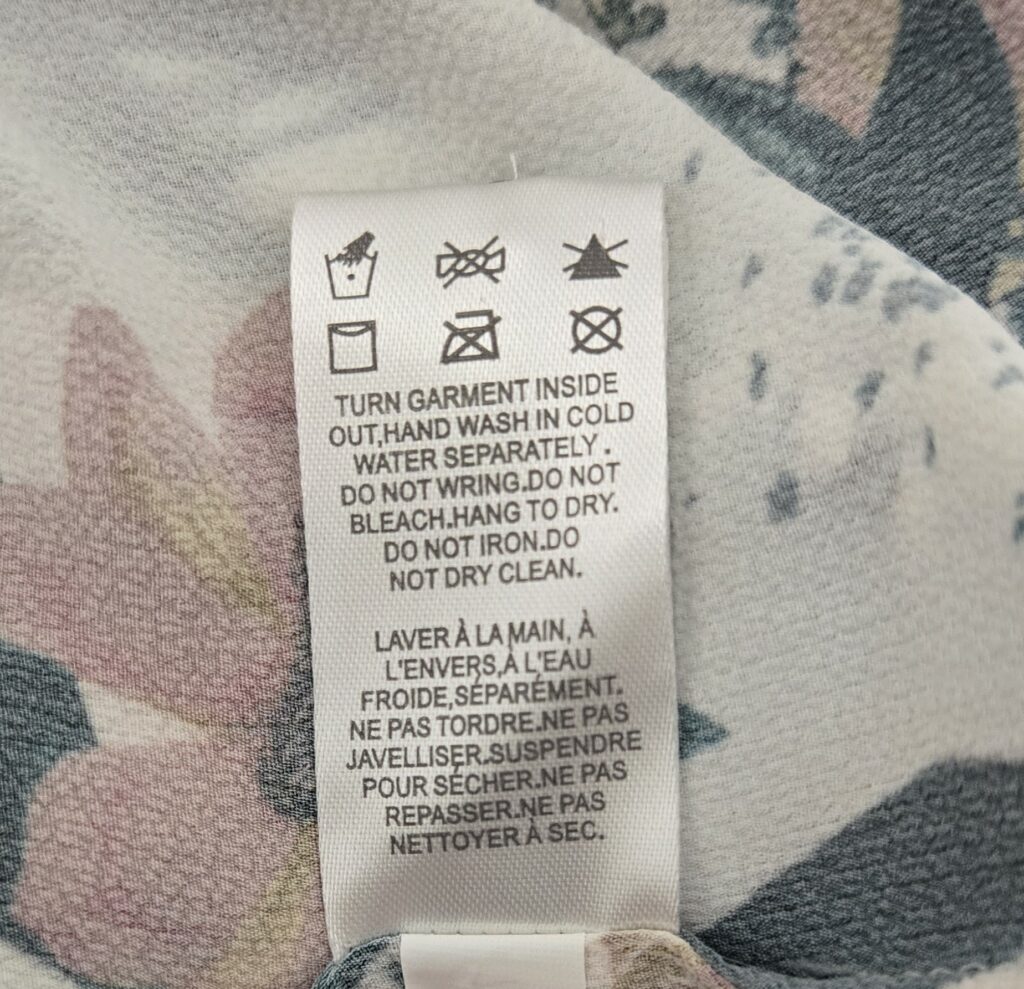 TURN GARMENT INSIDE
OUT,HAND WASH IN COLD
WATER SEPARATELY .
DO NOT WRING.DO NOT
BLEACH.HANG TO DRY.
DO NOT IRON.DO
NOT DRY CLEAN.
LAVER À LA MAIN, À
L'ENVERS,À L'EAU
FROIDE,SÉPARÉMENT.
NE PAS TORDRE.NE PAS
JAVELLISER.SUSPENDRE
POUR SÉCHER.NE PAS
REPASSER.NE PAS
NETTOYER À SEC.